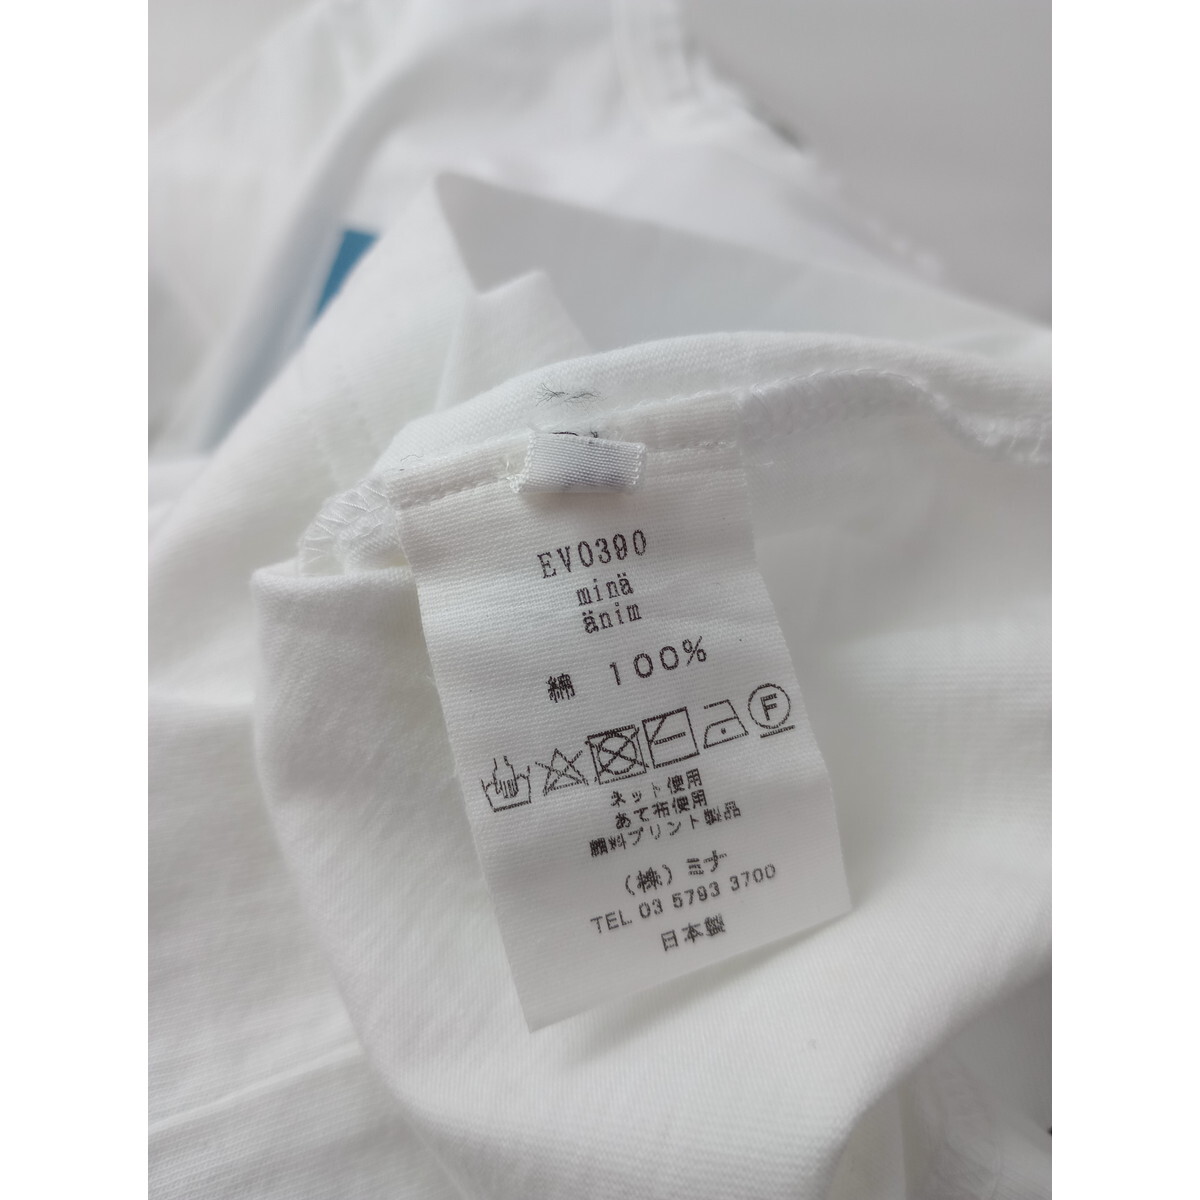 EV0390
minä
änim
綿 100%
F
ネット使用
あて布使用
顔料プリント製品
(株)ミナ
TEL 03 5793 3700
日本製